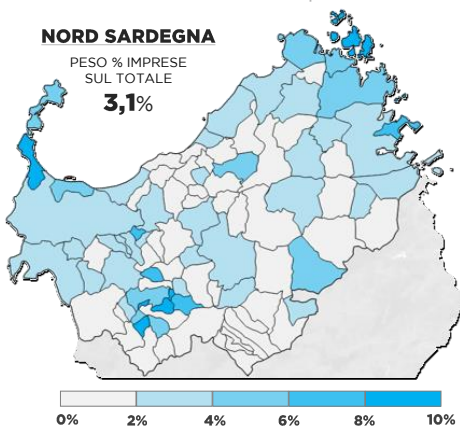 NORD SARDEGNA
PESO % IMPRESE
SUL TOTALE
3,1%
0% 2% 4% 6% 8% 10%